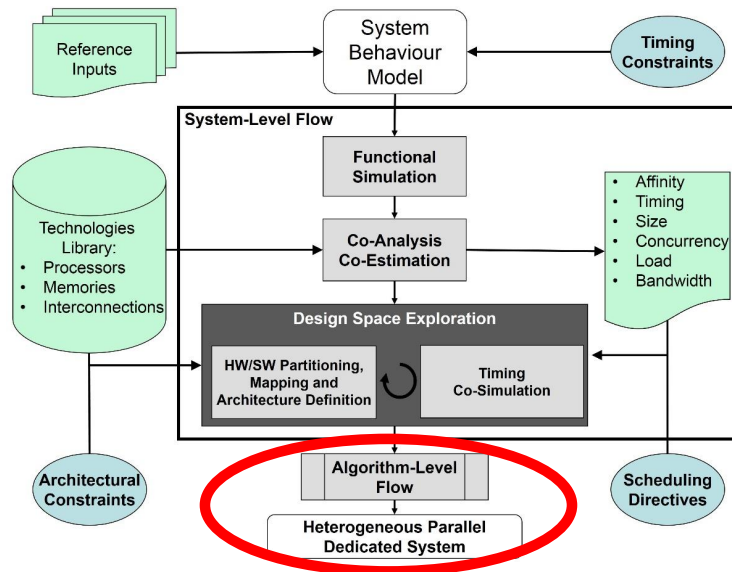 Reference
Inputs
System
Behaviour
Model
Timing
Constraints
System-Level Flow
Functional
Simulation
Technologies
Library:
• Processors
• Memories
• Interconnections
Co-Analysis
Co-Estimation
• Affinity
• Timing
• Size
• Concurrency
• Load
• Bandwidth
Design Space Exploration
HW/SW Partitioning,
Mapping and
Architecture Definition
Timing
Co-Simulation
Architectural
Constraints
Algorithm-Level
Flow
Scheduling
Directives
Heterogeneous Parallel
Dedicated System